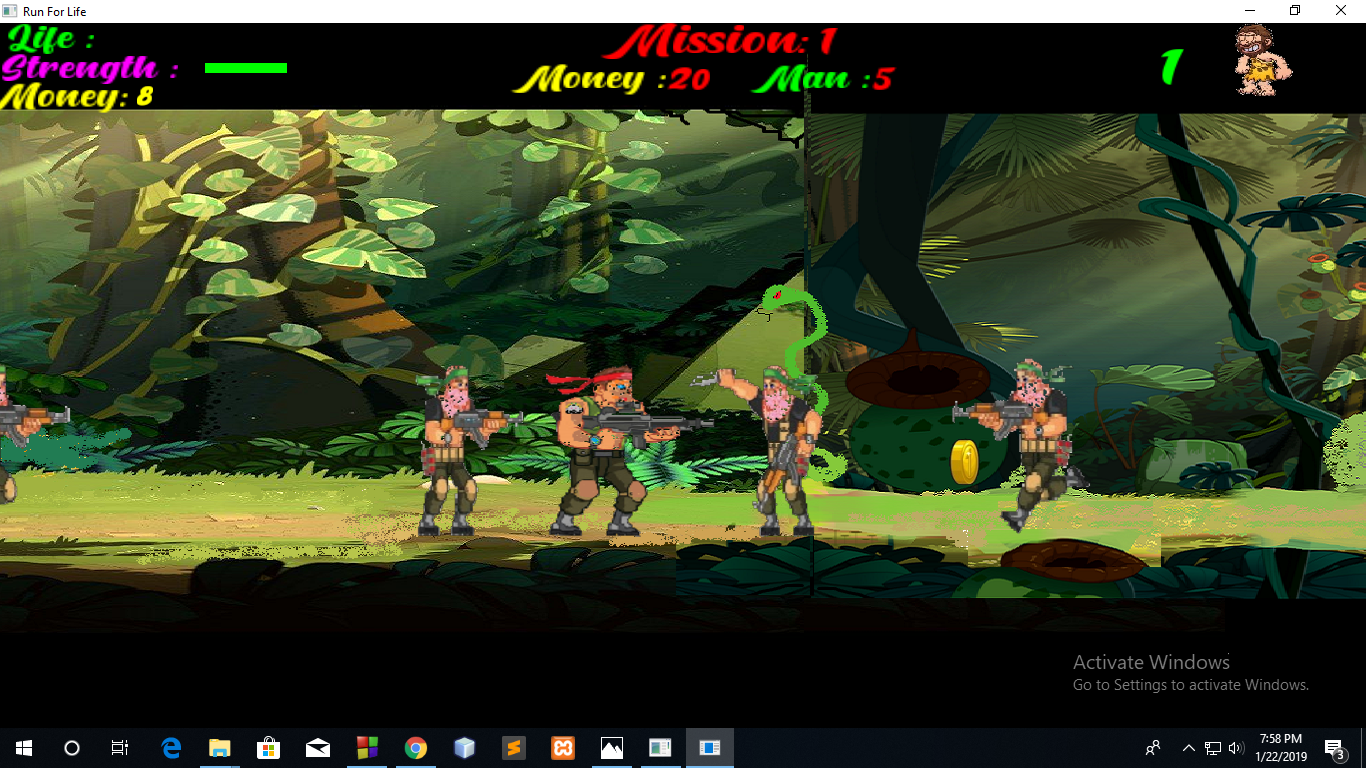 Run For Life
Life :
Strength :
Money: 8
Mission: 1
Money :20 Man :5
1
Activate Windows
Go to Settings to activate Windows.
7:58 PM
1/22/2019
3